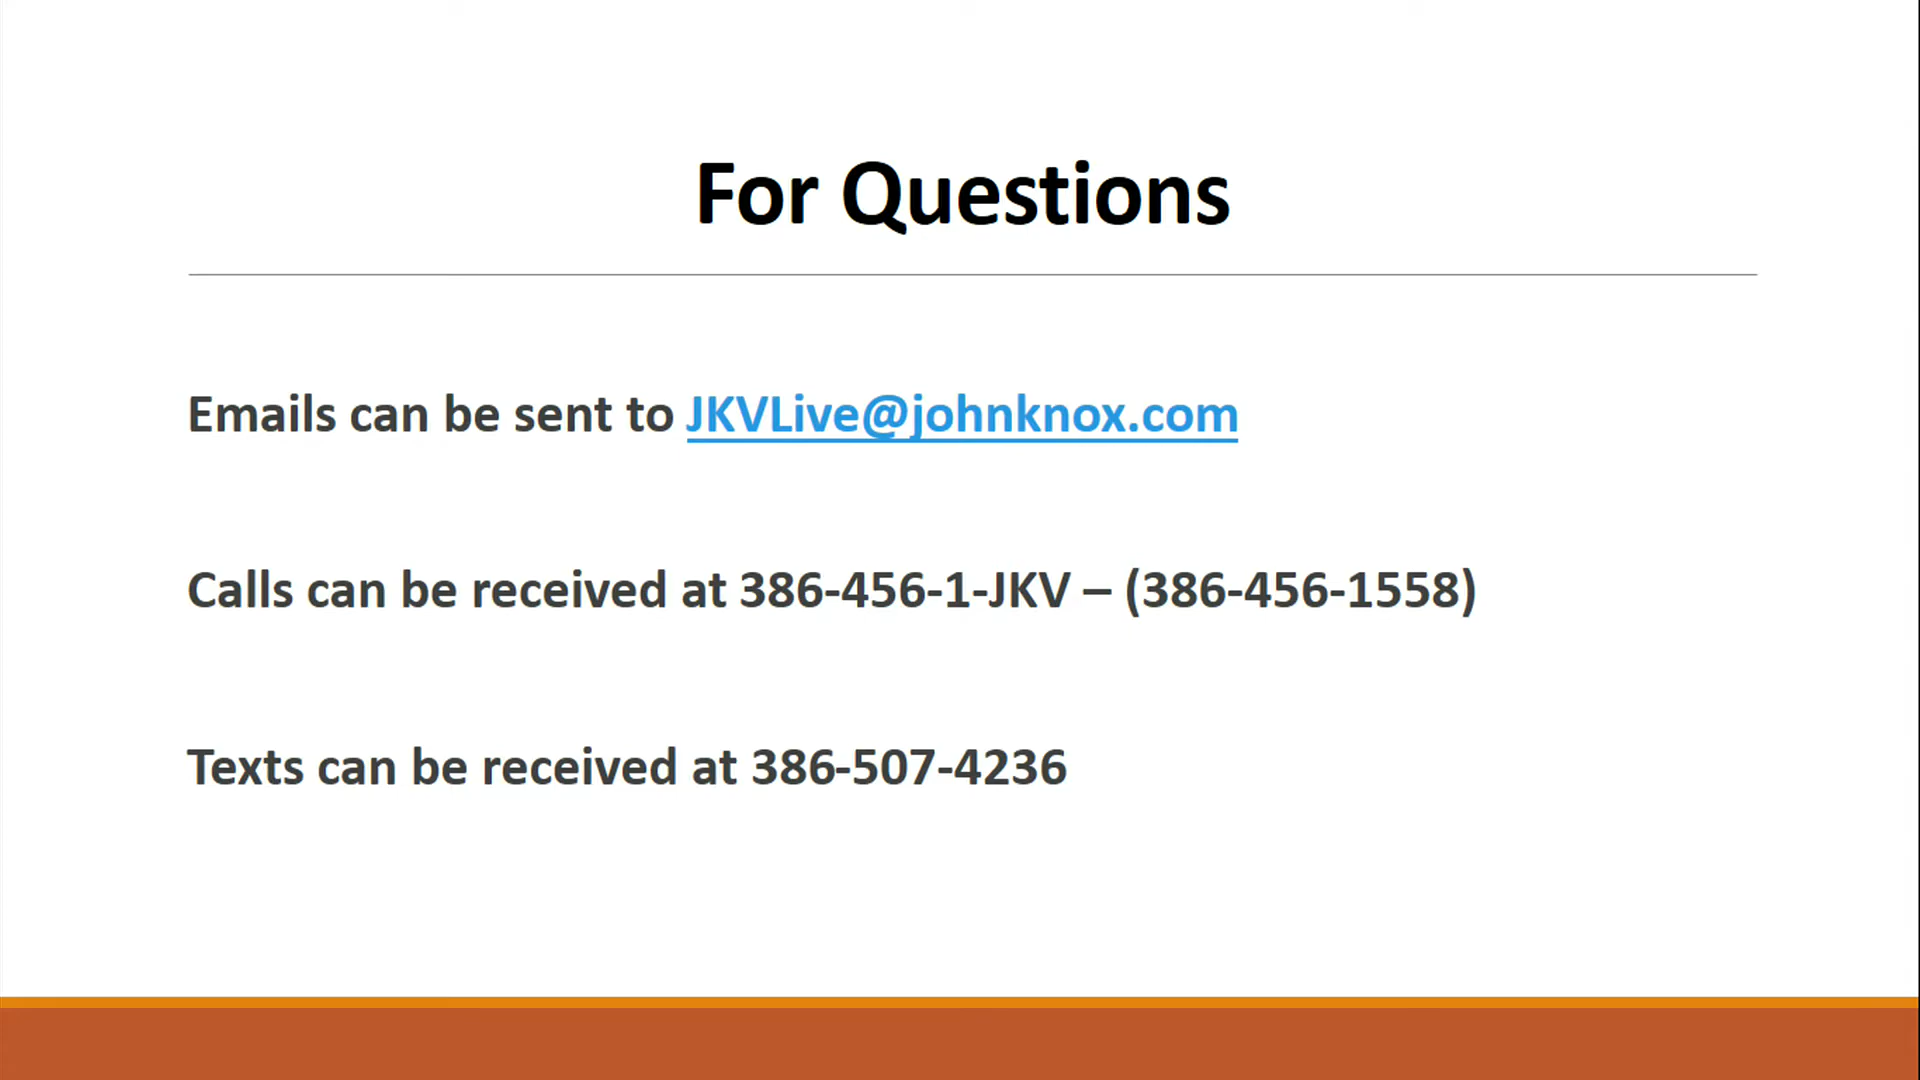 For Questions
Emails can be sent to JKVLive@johnknox.com
Calls can be received at 386-456-1-JKV – (386-456-1558)
Texts can be received at 386-507-4236